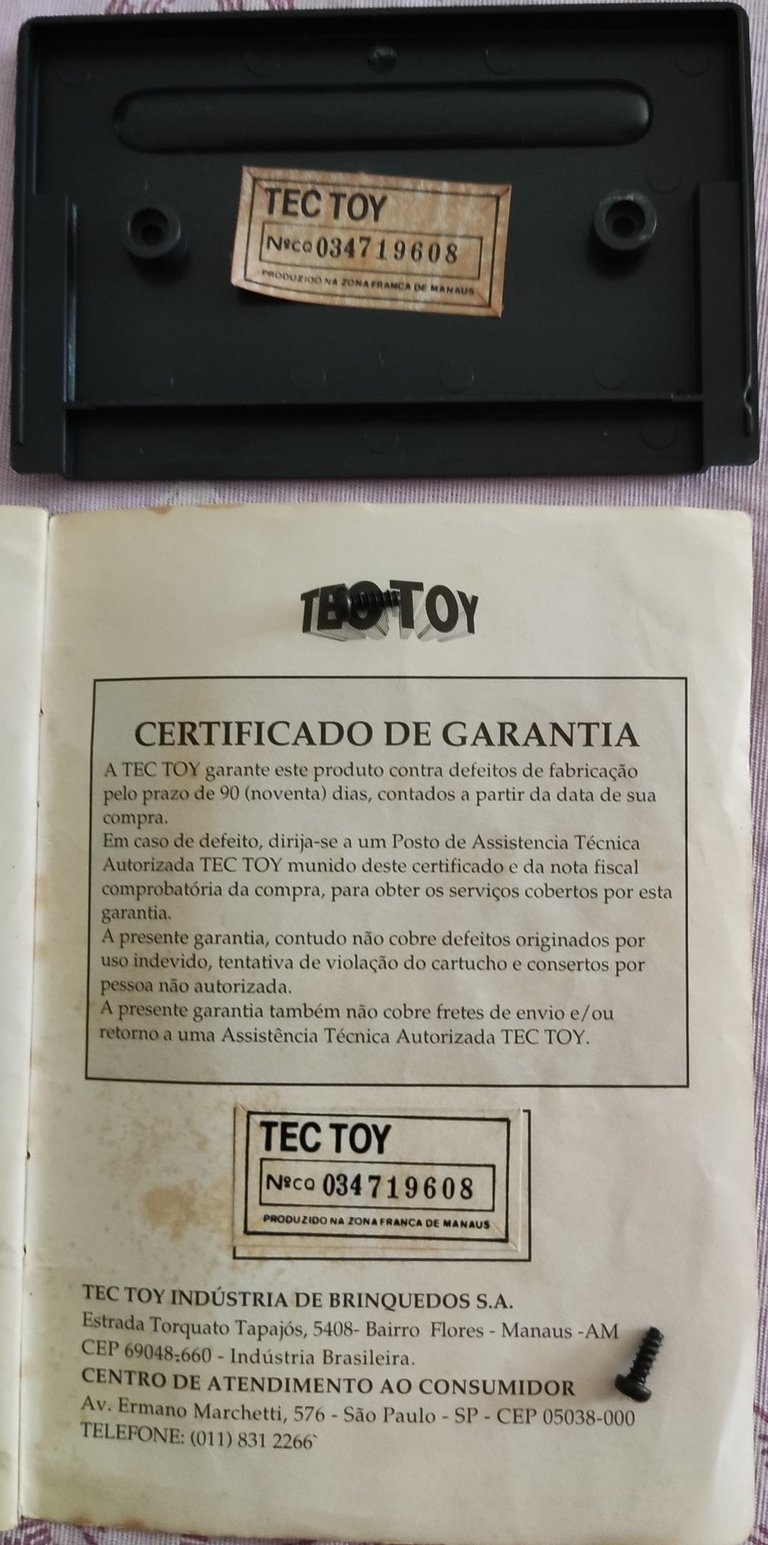 TEC TOY
Nºcq 034719608
PRODUZIDO NA ZONA FRANCA DE MANAUS
TEC TOY
CERTIFICADO DE GARANTIA
A TEC TOY garante este produto contra defeitos de fabricação
pelo prazo de 90 (noventa) dias, contados a partir da data de sua
compra.
Em caso de defeito, dirija-se a um Posto de Assistencia Técnica
Autorizada TEC TOY munido deste certificado e da nota fiscal
comprobatória da compra, para obter os serviços cobertos por esta
garantia.
A presente garantia, contudo não cobre defeitos originados por
uso indevido, tentativa de violação do cartucho e consertos por
pessoa não autorizada.
A presente garantia também não cobre fretes de envio e/ou
retorno a uma Assistência Técnica Autorizada TEC TOY.
TEC TOY
Nºcq 034719608
PRODUZIDO NA ZONA FRANCA DE MANAUS
TEC TOY INDÚSTRIA DE BRINQUEDOS S.A.
Estrada Torquato Tapajós, 5408- Bairro Flores - Manaus -AM
CEP 69048-660 - Indústria Brasileira.
CENTRO DE ATENDIMENTO AO CONSUMIDOR
Av. Ermano Marchetti, 576 - São Paulo - SP - CEP 05038-000
TELEFONE: (011) 831 2266`